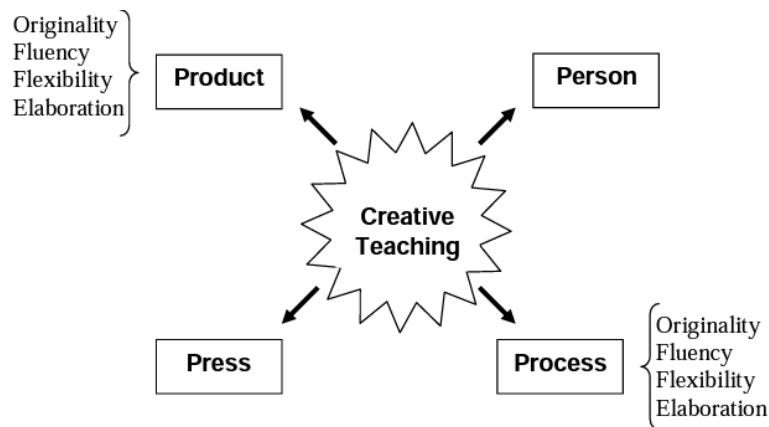 Originality
Fluency
Flexibility
Elaboration
Product
Person
Creative
Teaching
Press
Process
Originality
Fluency
Flexibility
Elaboration